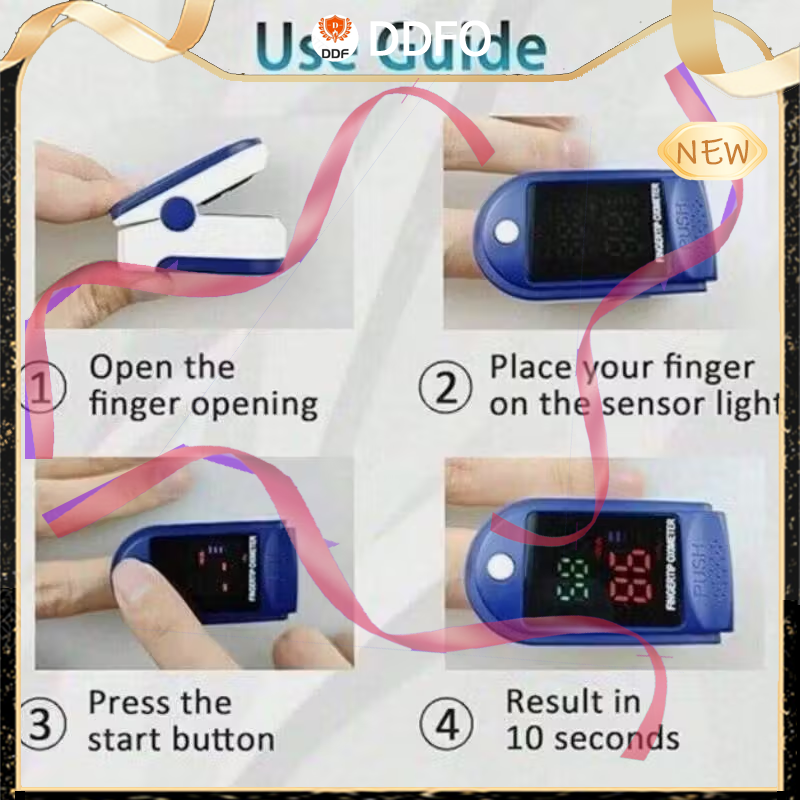 Use Guide
DDF
DDFO
NEW
FINGERTIP OXIMETER
PUSH
1
Open the
finger opening
2
Place your finger
on the sensor light
FINGERTIP OXIMETER
FINGERTIP OXIMETER
PUSH
3
Press the
start button
4
Result in
10 seconds